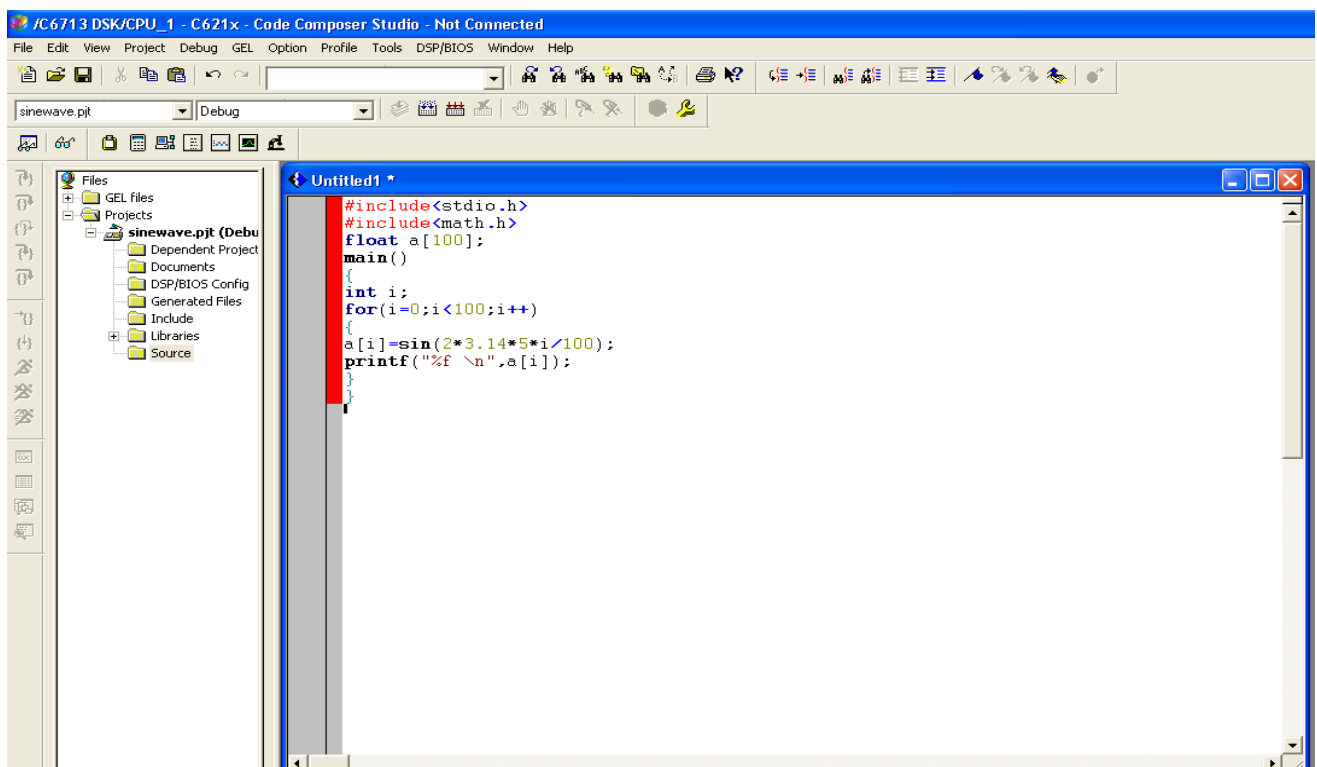 /C6713 DSK/CPU_1 - C621x - Code Composer Studio - Not Connected
File Edit View Project Debug GEL Option Profile Tools DSP/BIOS Window Help
sinewave.pjt Debug
Files
GEL files
Projects
sinewave.pjt (Debu
Dependent Project
Documents
DSP/BIOS Config
Generated Files
Include
Libraries
Source
Untitled1 *
#include<stdio.h>
#include<math.h>
float a[100];
main()
{
int i;
for(i=0;i<100;i++)
{
a[i]=sin(2*3.14*5*i/100);
printf("%f \n",a[i]);
}
}